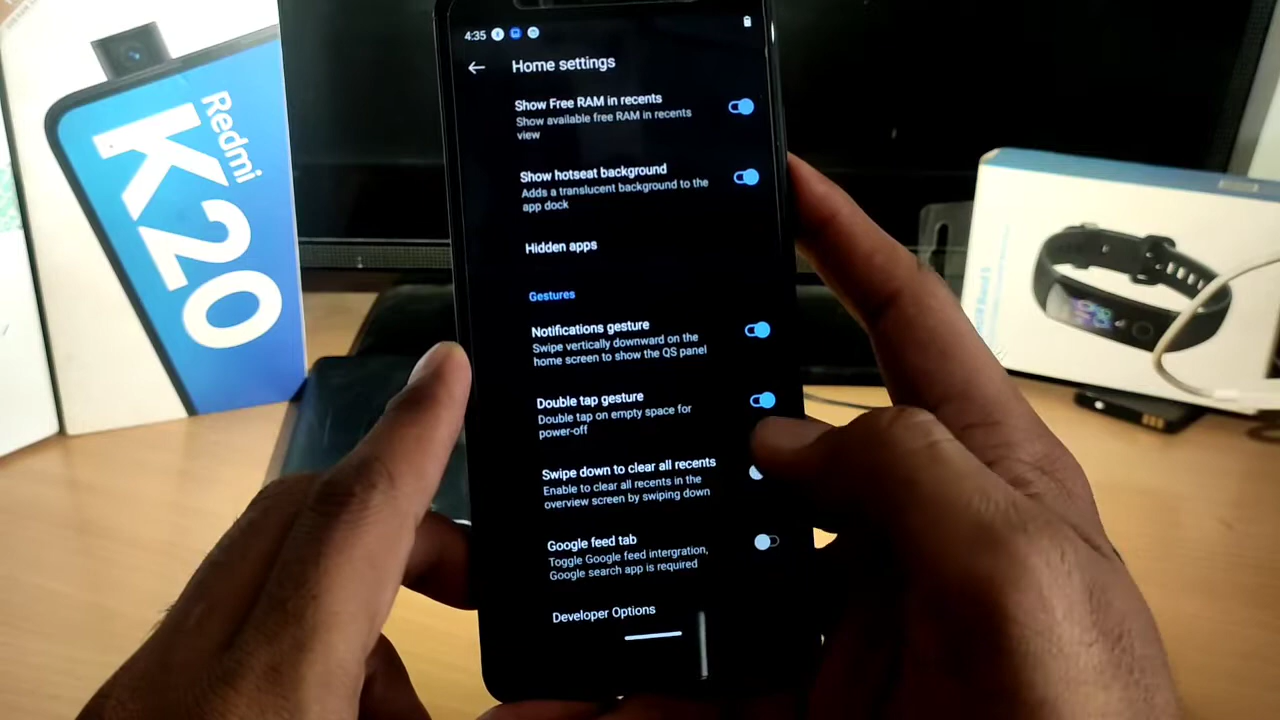 Redmi
K20
4:35
Home settings
Show Free RAM in recents
Show available free RAM in recents
view
Show hotseat background
Adds a translucent background to the
app dock
Hidden apps
Gestures
Notifications gesture
Swipe vertically downward on the
home screen to show the QS panel
Double tap gesture
Double tap on empty space for
power-off
Swipe down to clear all recents
Enable to clear all recents in the
overview screen by swiping down
Google feed tab
Toggle Google feed intergration,
Google search app is required
Developer Options